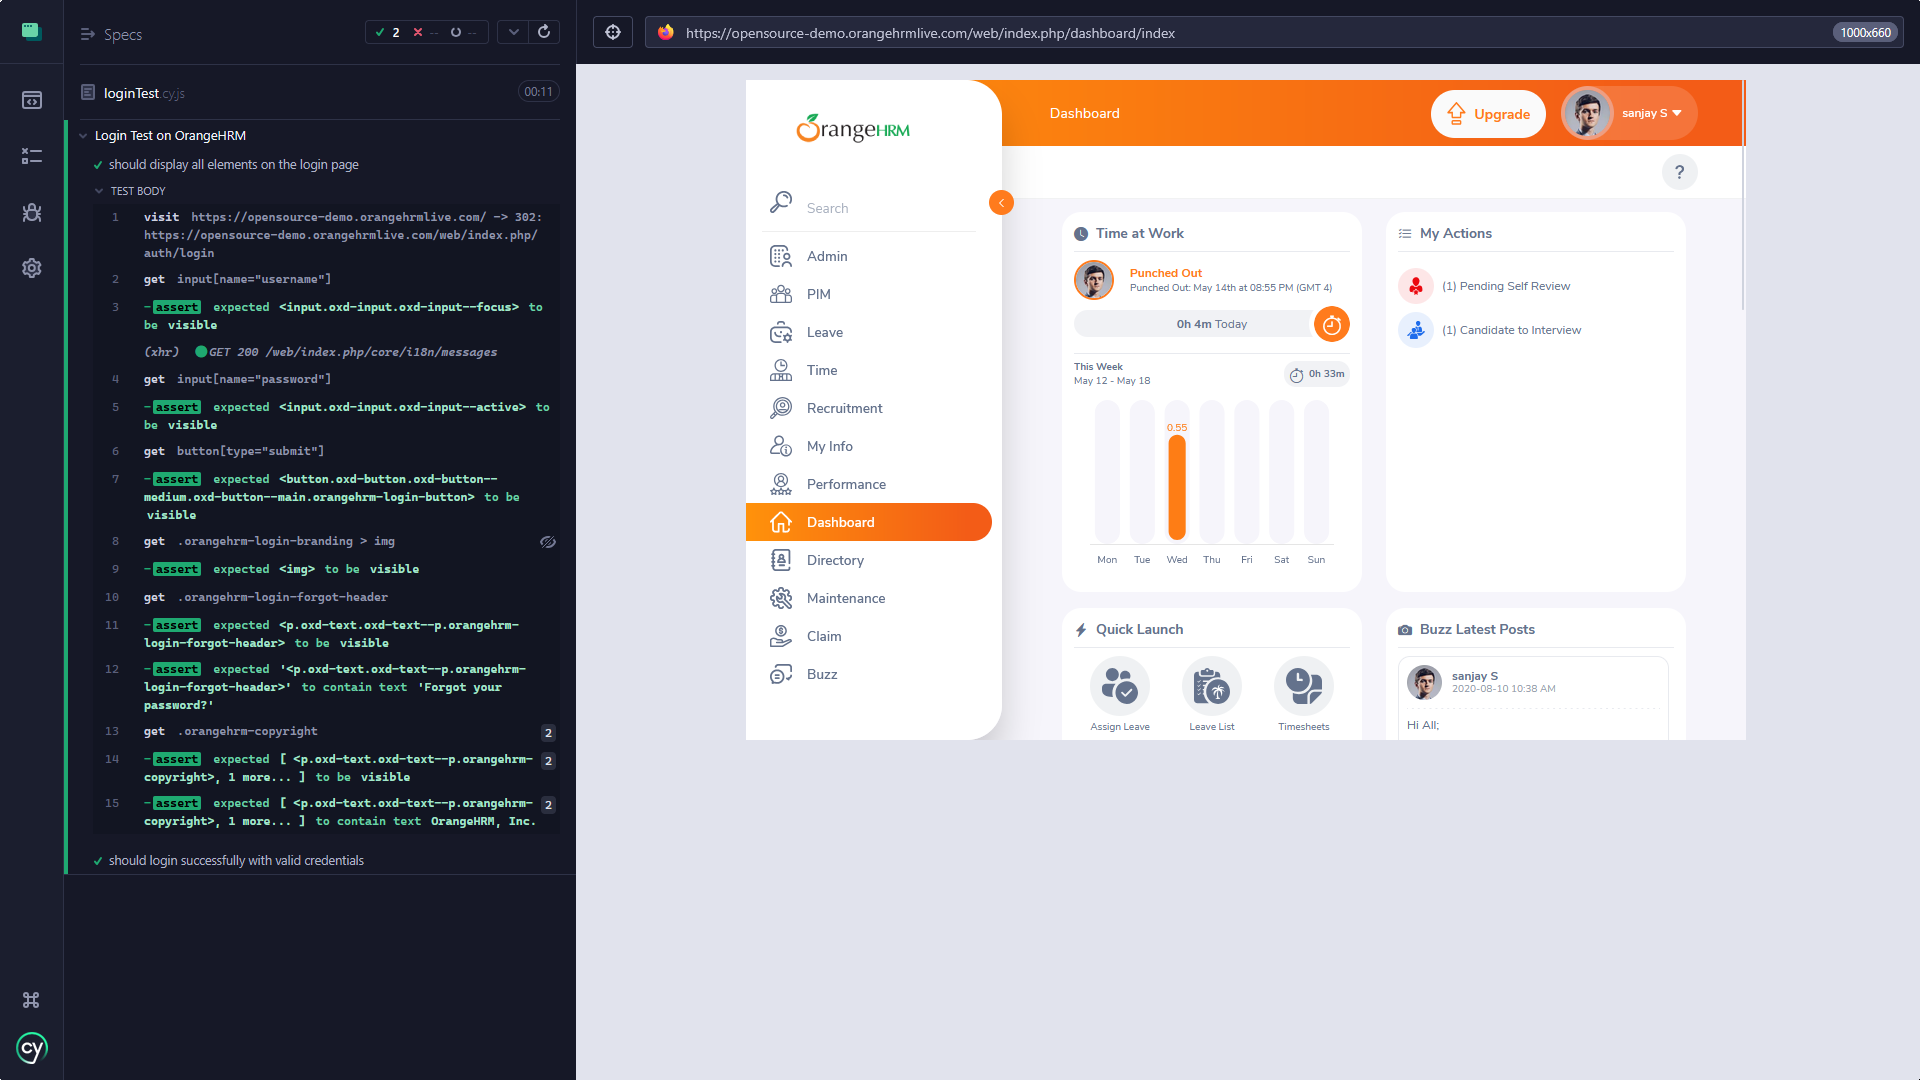 Specs
2
--
--
loginTest.cy.js
00:11
Login Test on OrangeHRM
should display all elements on the login page
TEST BODY
1 visit https://opensource-demo.orangehrmlive.com/ -> 302:
https://opensource-demo.orangehrmlive.com/web/index.php/
auth/login
2 get input[name="username"]
3 -assert expected <input.oxd-input.oxd-input--focus> to
be visible
(xhr) GET 200 /web/index.php/core/i18n/messages
4 get input[name="password"]
5 -assert expected <input.oxd-input.oxd-input--active> to
be visible
6 get button[type="submit"]
7 -assert expected <button.oxd-button.oxd-button--
medium.oxd-button--main.orangehrm-login-button> to be
visible
8 get .orangehrm-login-branding > img
9 -assert expected <img> to be visible
10 get .orangehrm-login-forgot-header
11 -assert expected <p.oxd-text.oxd-text--p.orangehrm-
login-forgot-header> to be visible
12 -assert expected '<p.oxd-text.oxd-text--p.orangehrm-
login-forgot-header>' to contain text 'Forgot your
password?'
13 get .orangehrm-copyright 2
14 -assert expected [ <p.oxd-text.oxd-text--p.orangehrm- 2
copyright>, 1 more... ] to be visible
15 -assert expected [ <p.oxd-text.oxd-text--p.orangehrm- 2
copyright>, 1 more... ] to contain text OrangeHRM, Inc.
should login successfully with valid credentials
cy
https://opensource-demo.orangehrmlive.com/web/index.php/dashboard/index
1000x660
OrangeHRM
Search
Admin
PIM
Leave
Time
Recruitment
My Info
Performance
Dashboard
Directory
Maintenance
Claim
Buzz
Dashboard
Upgrade
sanjay S
?
Time at Work
Punched Out
Punched Out: May 14th at 08:55 PM (GMT 4)
0h 4m Today
This Week
May 12 - May 18
0h 33m
0.55
Mon Tue Wed Thu Fri Sat Sun
My Actions
(1) Pending Self Review
(1) Candidate to Interview
Quick Launch
Assign Leave
Leave List
Timesheets
Buzz Latest Posts
sanjay S
2020-08-10 10:38 AM
Hi All;